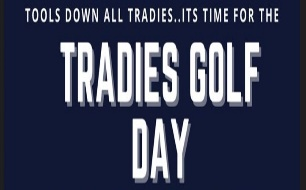 TOOLS DOWN ALL TRADIES..ITS TIME FOR THE
TRADIES GOLF
DAY